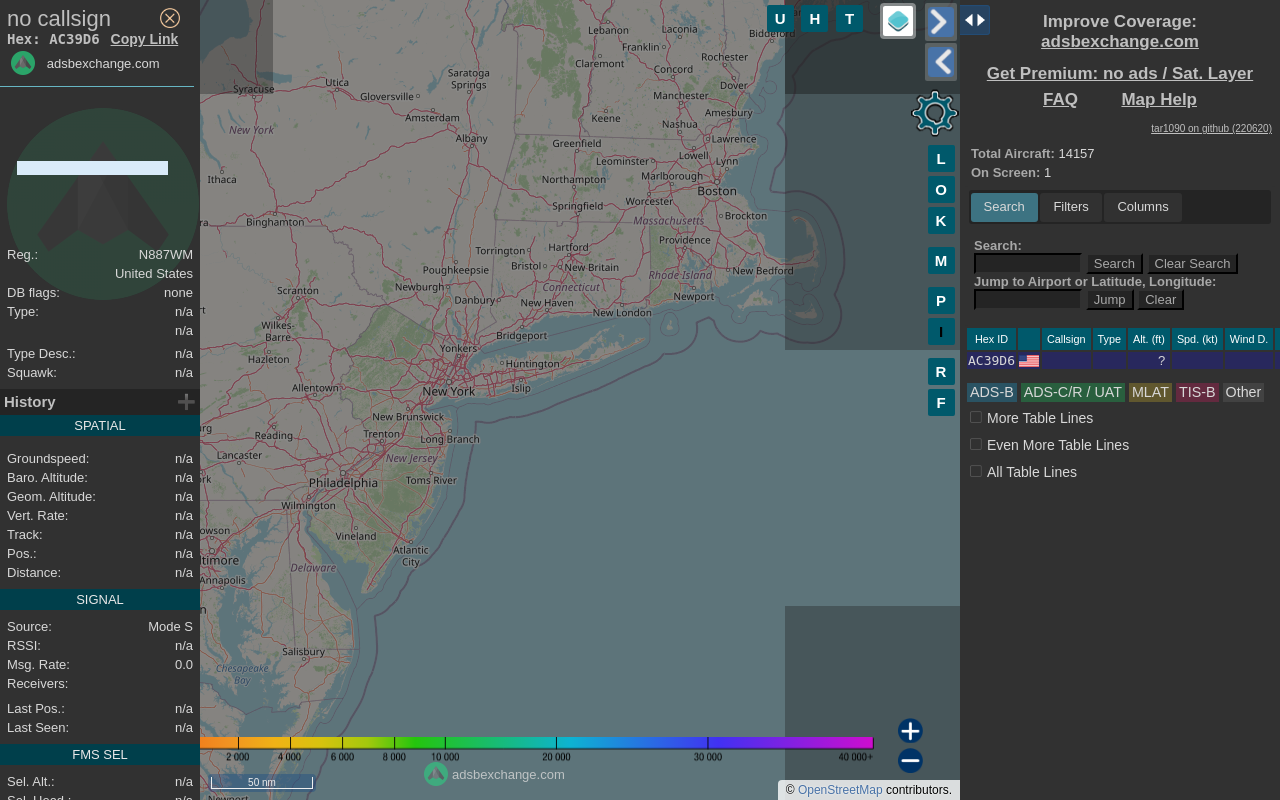 no callsign
Hex: AC39D6 Copy Link
adsbexchange.com
Reg.: N887WM
United States
DB flags: none
Type: n/a
n/a
Type Desc.: n/a
Squawk: n/a
History
SPATIAL
Groundspeed: n/a
Baro. Altitude: n/a
Geom. Altitude: n/a
Vert. Rate: n/a
Track: n/a
Pos.: n/a
Distance: n/a
SIGNAL
Source: Mode S
RSSI: n/a
Msg. Rate: 0.0
Receivers:
Last Pos.: n/a
Last Seen: n/a
FMS SEL
Sel. Alt.: n/a
U H T
L
O
K
M
P
I
R
F
Lebanon
Laconia
Franklin
Biddeford
Claremont
Rochester
Concord
Dover
Syracuse
Utica
Saratoga
Springs
Gloversville
Manchester
Amesbury
Amsterdam
Keene
Nashua
New York
Albany
Greenfield
Lawrence
Leominster
Lowell
Lynn
Ithaca
Northampton
Marlborough
Boston
Springfield
Worcester
Binghamton
Massachusetts
Brockton
Providence
Torrington
Hartford
Bristol
New Britain
New Bedford
Poughkeepsie
Rhode Island
Newburgh
Connecticut
Scranton
Danbury
New Haven
Newport
New London
Wilkes-
Barre
Bridgeport
Yonkers
Hazleton
Huntington
Allentown
New York
Islip
New Brunswick
Reading
Trenton
Long Branch
Lancaster
New Jersey
Philadelphia
Toms River
Wilmington
Vineland
Atlantic
City
Delaware
Annapolis
Salisbury
Chesapeake
Bay
2 000 4 000 6 000 8 000 10 000 20 000 30 000 40 000+
adsbexchange.com
50 nm
© OpenStreetMap contributors.
Improve Coverage:
adsbexchange.com
Get Premium: no ads / Sat. Layer
FAQ Map Help
tar1090 on github (220620)
Total Aircraft: 14157
On Screen: 1
Search Filters Columns
Search:
Search Clear Search
Jump to Airport or Latitude, Longitude:
Jump Clear
Hex ID Callsign Type Alt. (ft) Spd. (kt) Wind D.
AC39D6 ?
ADS-B ADS-C/R / UAT MLAT TIS-B Other
More Table Lines
Even More Table Lines
All Table Lines